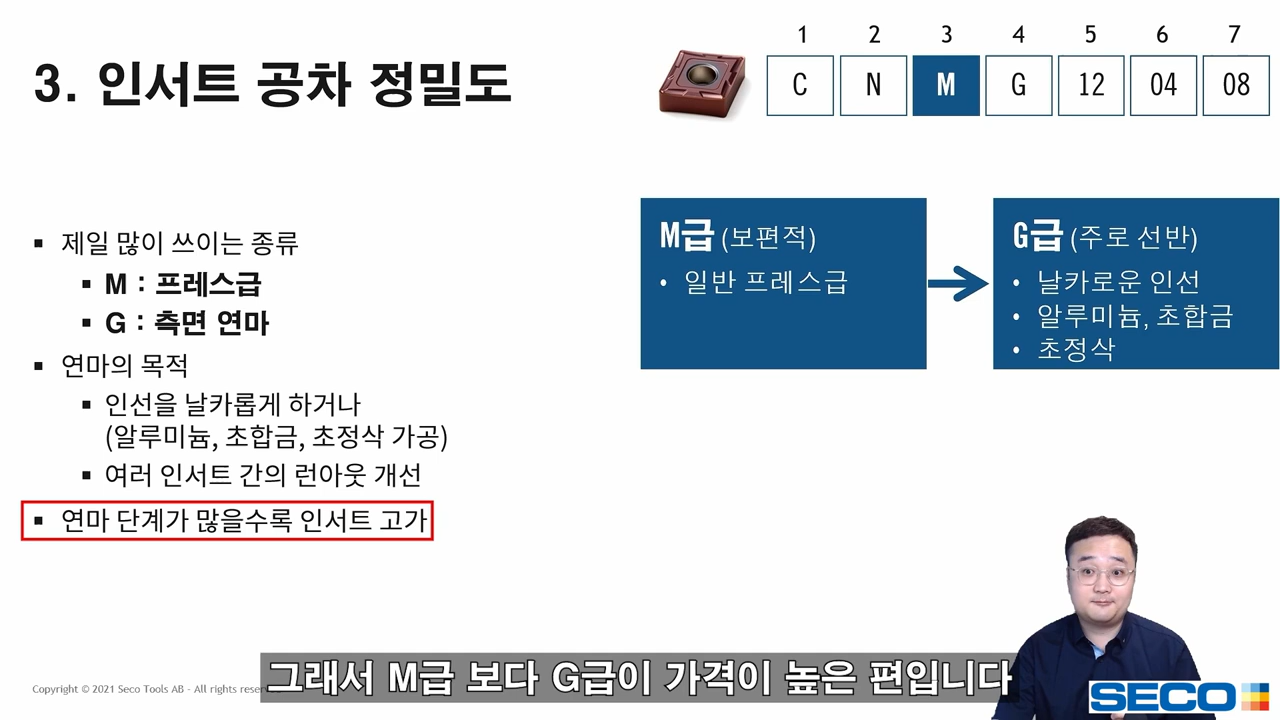 3. 인서트 공차 정밀도
1 2 3 4 5 6 7
C N M G 12 04 08
▪ 제일 많이 쓰이는 종류
▪ M : 프레스급
▪ G : 측면 연마
▪ 연마의 목적
▪ 인선을 날카롭게 하거나
(알루미늄, 초합금, 초정삭 가공)
▪ 여러 인서트 간의 런아웃 개선
▪ 연마 단계가 많을수록 인서트 고가
M급 (보편적)
• 일반 프레스급
G급 (주로 선반)
• 날카로운 인선
• 알루미늄, 초합금
• 초정삭
그래서 M급 보다 G급이 가격이 높은 편입니다
Copyright © 2021 Seco Tools AB – All rights
SECO